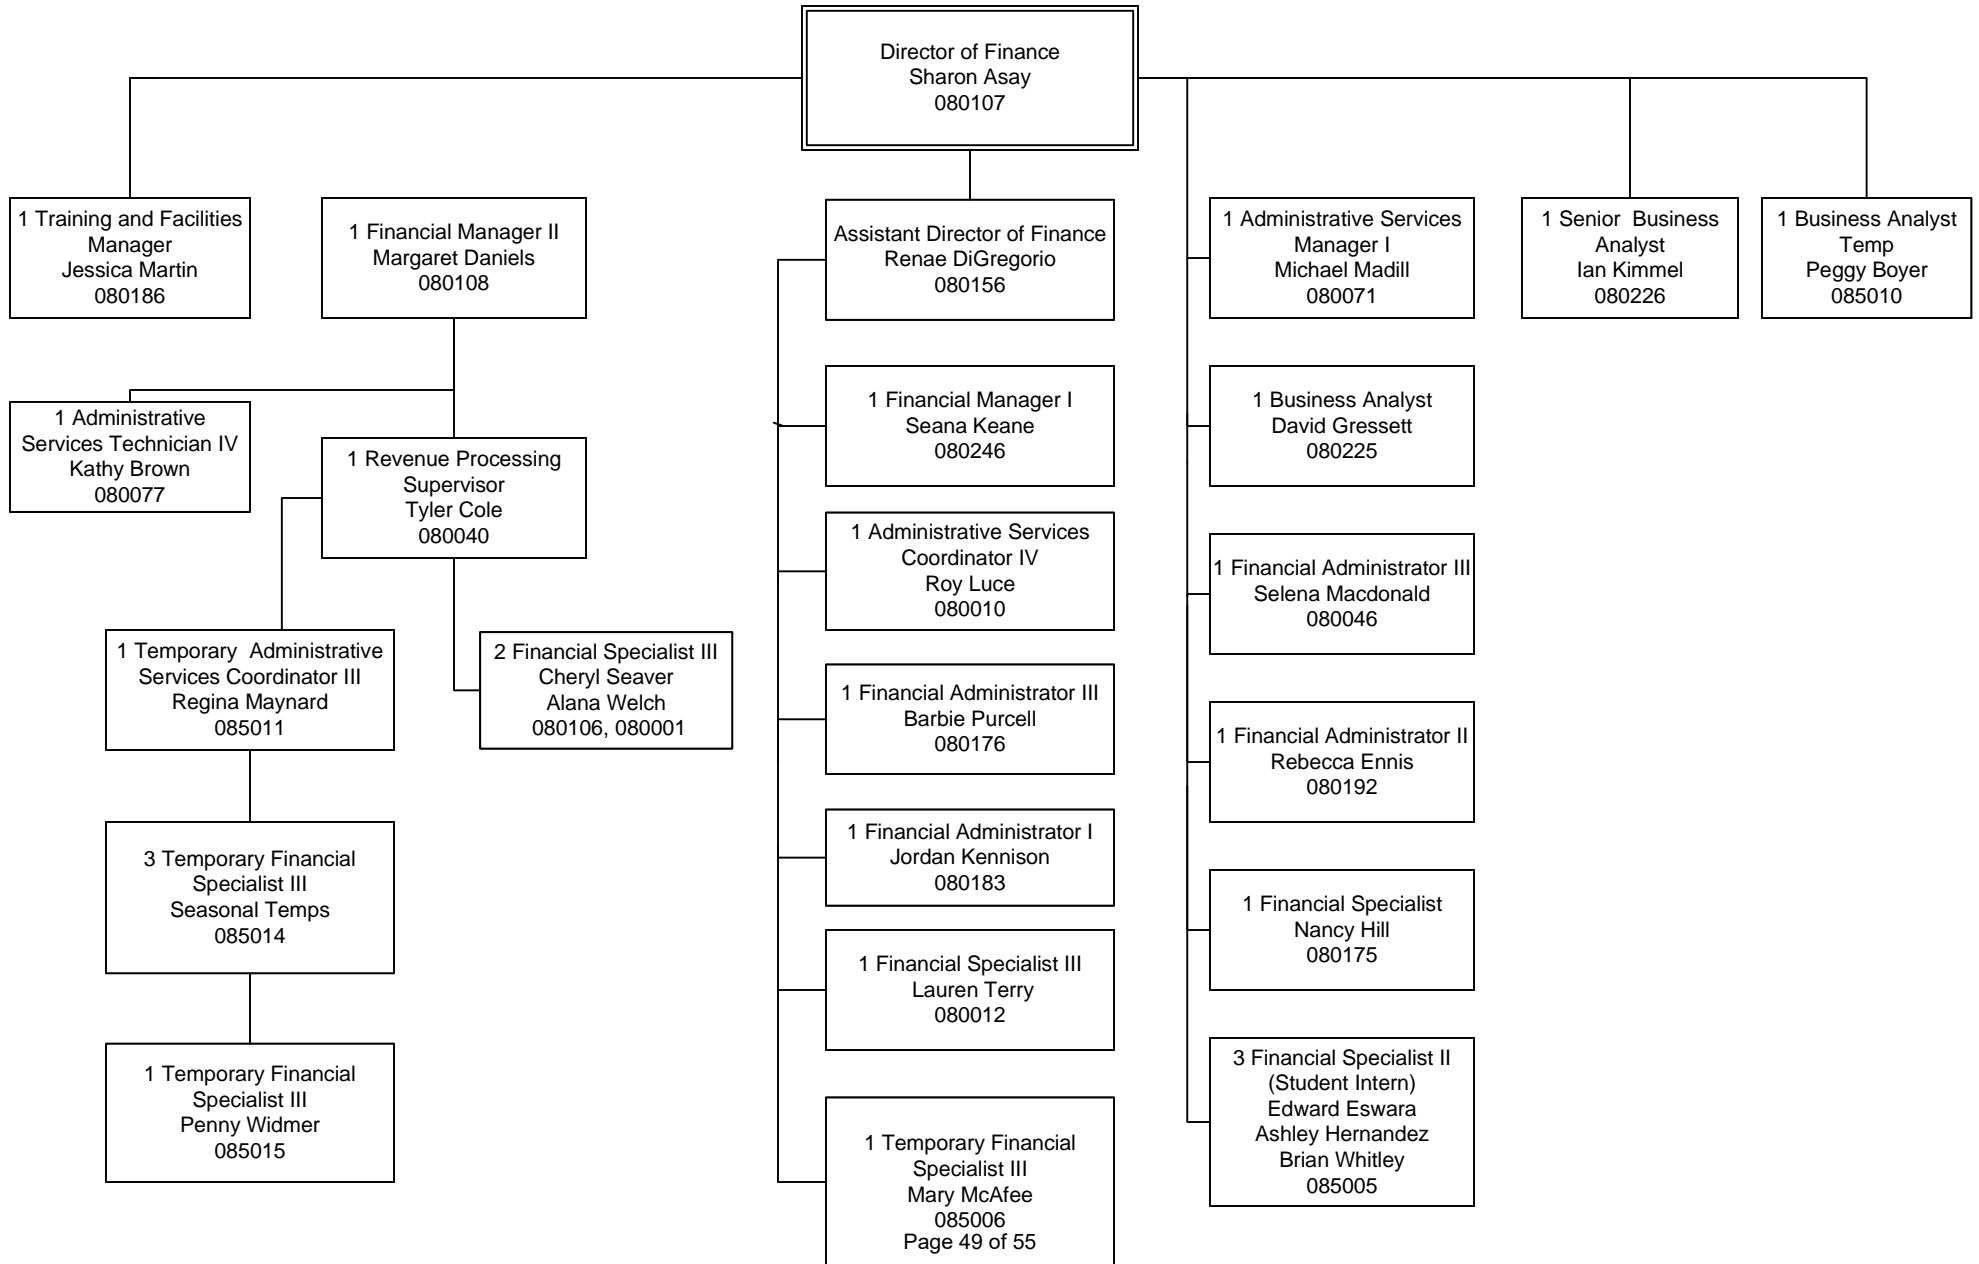 Director of Finance
Sharon Asay
080107
1 Training and Facilities
Manager
Jessica Martin
080186
1 Financial Manager II
Margaret Daniels
080108
Assistant Director of Finance
Renae DiGregorio
080156
1 Administrative Services
Manager I
Michael Madill
080071
1 Senior  Business
Analyst
Ian Kimmel
080226
1 Business Analyst
Temp
Peggy Boyer
085010
1 Administrative
Services Technician IV
Kathy Brown
080077
1 Revenue Processing
Supervisor
Tyler Cole
080040
1 Temporary  Administrative
Services Coordinator III
Regina Maynard
085011
2 Financial Specialist III
Cheryl Seaver
Alana Welch
080106, 080001
3 Temporary Financial
Specialist III
Seasonal Temps
085014
1 Temporary Financial
Specialist III
Penny Widmer
085015
1 Financial Manager I
Seana Keane
080246
1 Administrative Services
Coordinator IV
Roy Luce
080010
1 Financial Administrator III
Barbie Purcell
080176
1 Financial Administrator I
Jordan Kennison
080183
1 Financial Specialist III
Lauren Terry
080012
1 Temporary Financial
Specialist III
Mary McAfee
085006
1 Business Analyst
David Gressett
080225
1 Financial Administrator III
Selena Macdonald
080046
1 Financial Administrator II
Rebecca Ennis
080192
1 Financial Specialist
Nancy Hill
080175
3 Financial Specialist II
(Student Intern)
Edward Eswara
Ashley Hernandez
Brian Whitley
085005
Page 49 of 55